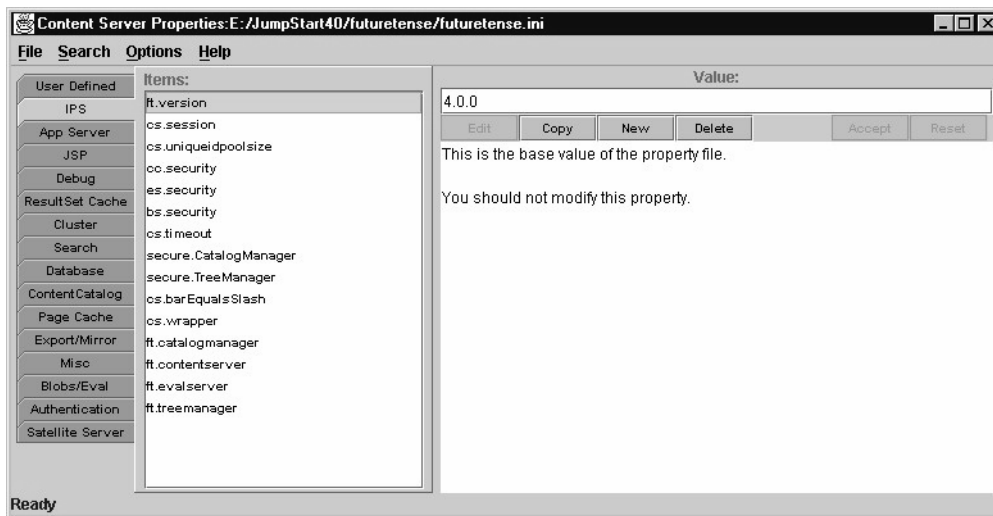 Content Server Properties:E:/JumpStart40/futuretense/futuretense.ini
File Search Options Help
User Defined
IPS
App Server
JSP
Debug
ResultSet Cache
Cluster
Search
Database
ContentCatalog
Page Cache
Export/Mirror
Misc
Blobs/Eval
Authentication
Satellite Server
Items:
ft.version
cs.session
cs.uniqueidpoolsize
cc.security
es.security
bs.security
cs.timeout
secure.CatalogManager
secure.TreeManager
cs.barEqualsSlash
cs.wrapper
ft.catalogmanager
ft.contentserver
ft.evalserver
ft.treemanager
Value:
4.0.0
Edit Copy New Delete Accept Reset
This is the base value of the property file.
You should not modify this property.
Ready